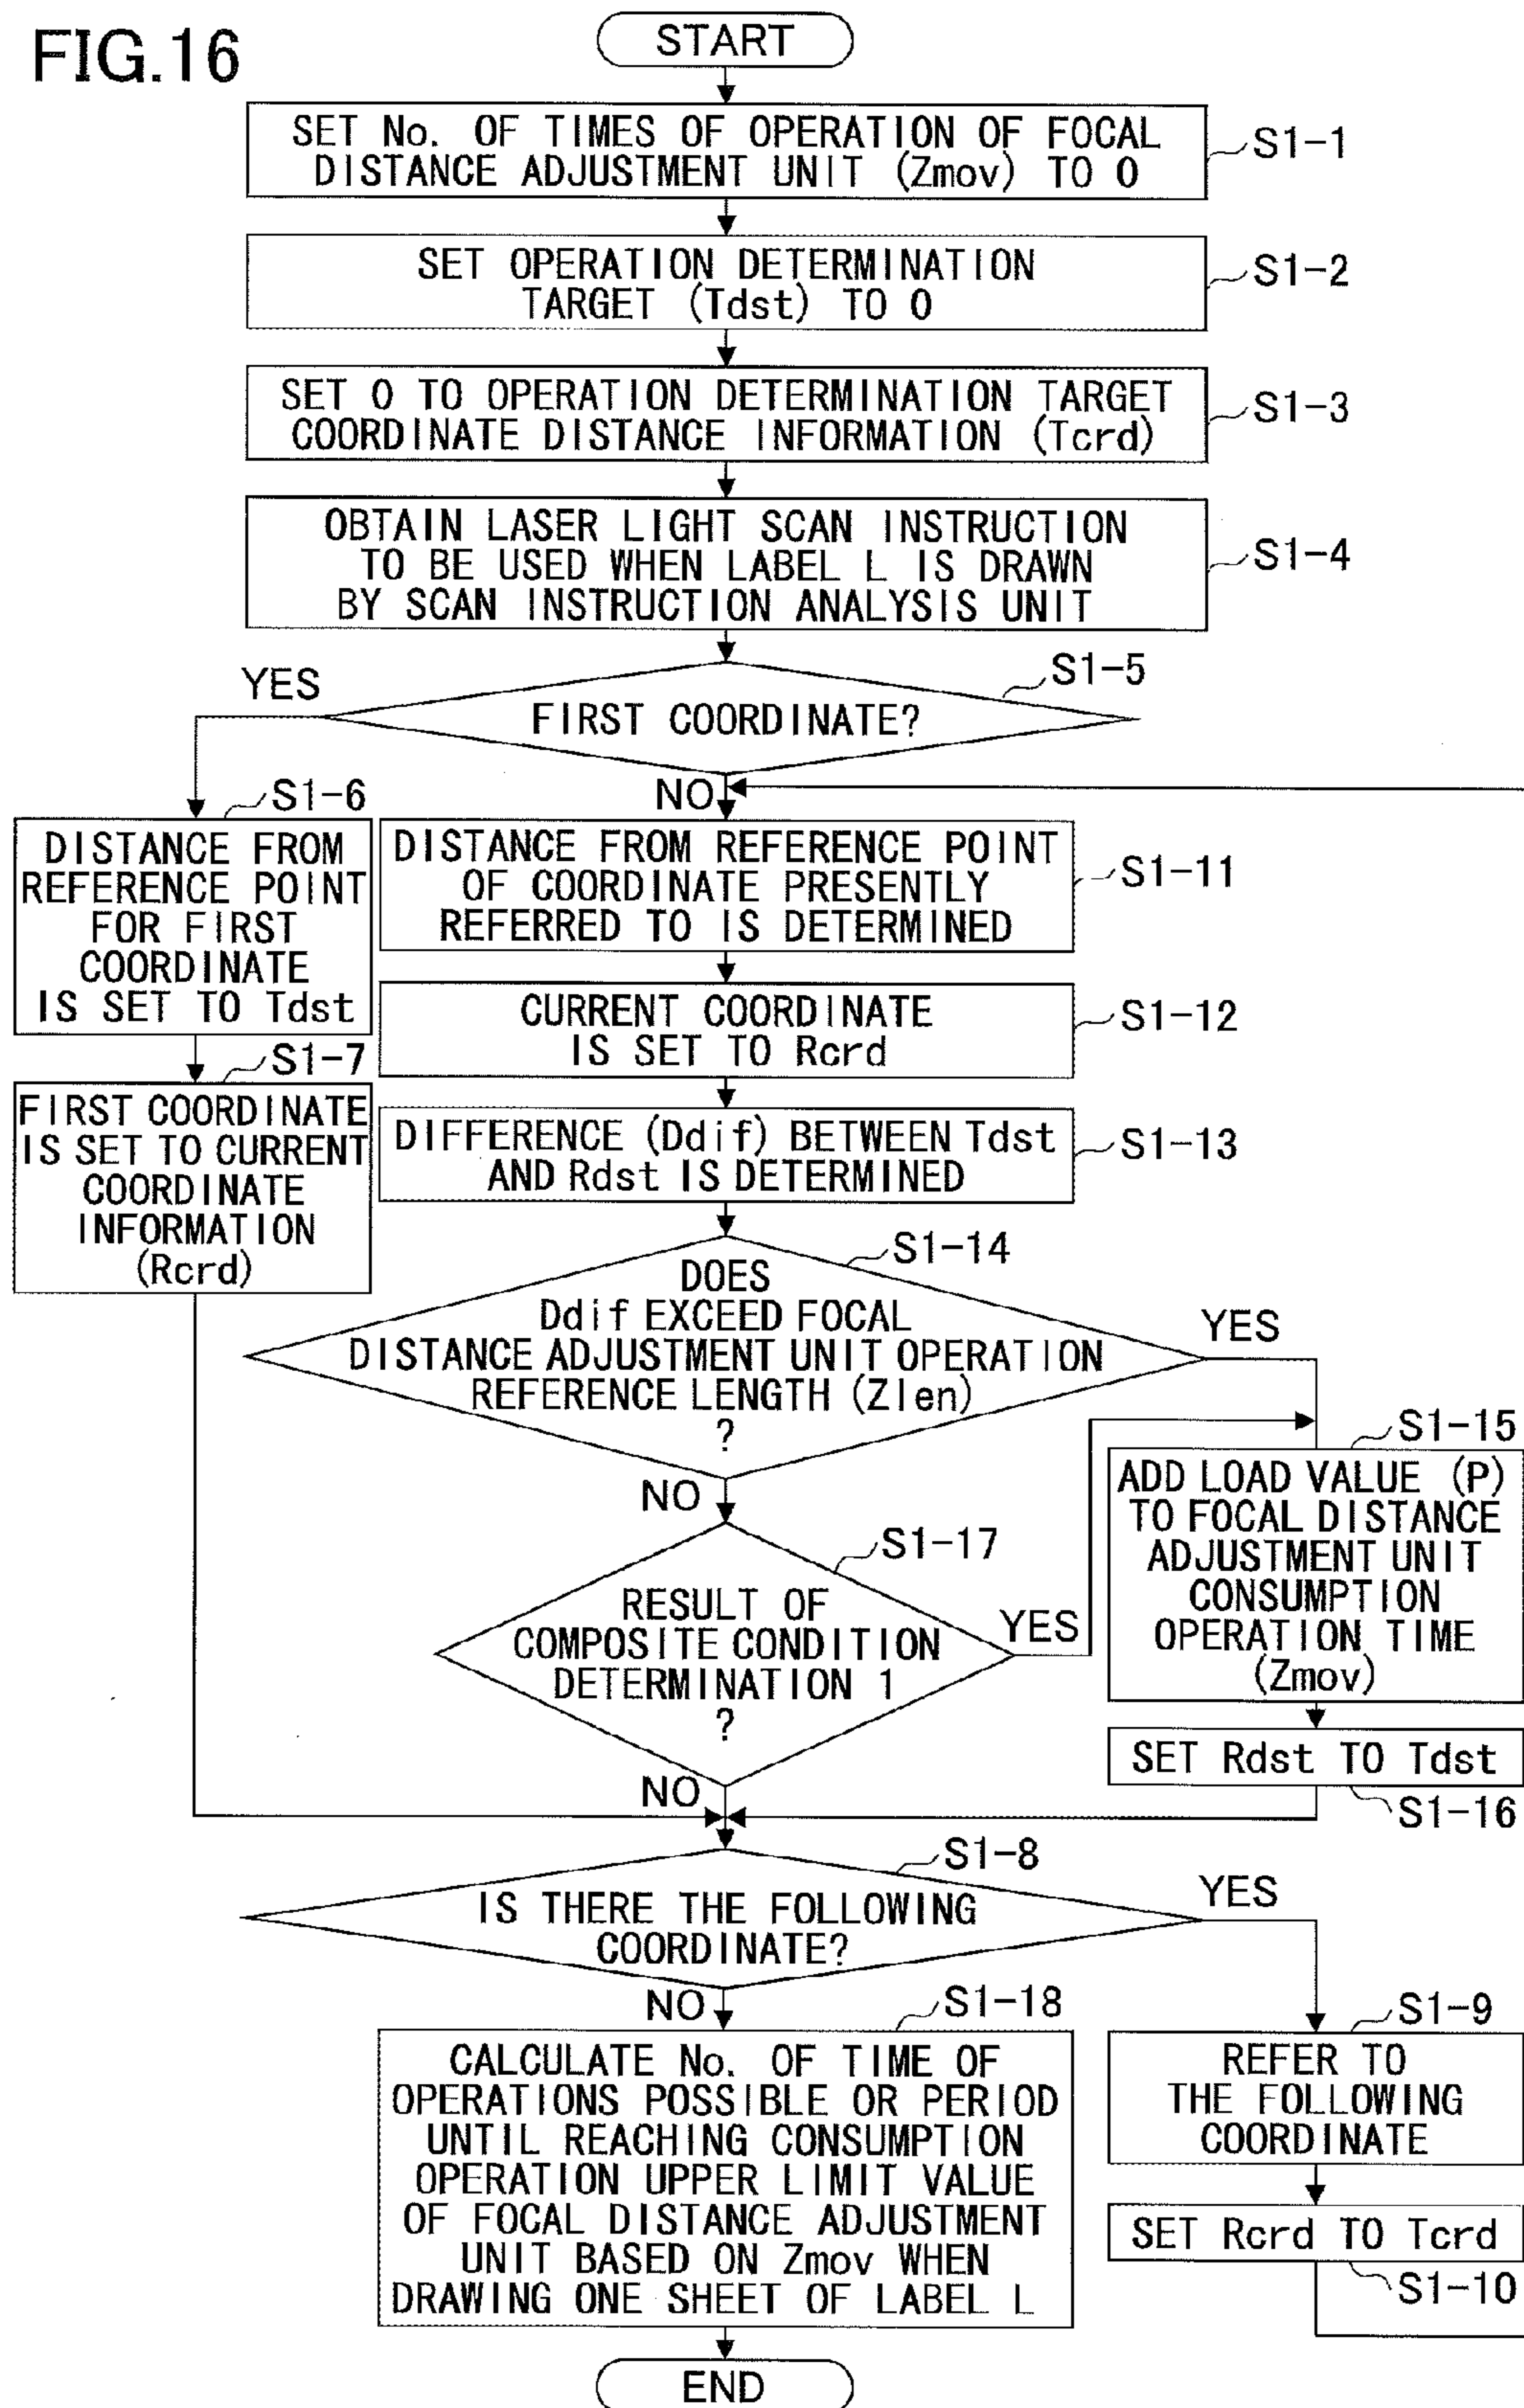 FIG.16
START
SET No. OF TIMES OF OPERATION OF FOCAL
DISTANCE ADJUSTMENT UNIT (Zmov) TO 0
S1-1
SET OPERATION DETERMINATION
TARGET (Tdst) TO 0
S1-2
SET 0 TO OPERATION DETERMINATION TARGET
COORDINATE DISTANCE INFORMATION (Tcrd)
S1-3
OBTAIN LASER LIGHT SCAN INSTRUCTION
TO BE USED WHEN LABEL L IS DRAWN
BY SCAN INSTRUCTION ANALYSIS UNIT
S1-4
S1-5
YES
FIRST COORDINATE?
NO
S1-6
DISTANCE FROM
REFERENCE POINT
FOR FIRST
COORDINATE
IS SET TO Tdst
S1-7
FIRST COORDINATE
IS SET TO CURRENT
COORDINATE
INFORMATION
(Rcrd)
DISTANCE FROM REFERENCE POINT
OF COORDINATE PRESENTLY
REFERRED TO IS DETERMINED
S1-11
CURRENT COORDINATE
IS SET TO Rcrd
S1-12
DIFFERENCE (Ddif) BETWEEN Tdst
AND Rdst IS DETERMINED
S1-13
S1-14
DOES
Ddif EXCEED FOCAL
DISTANCE ADJUSTMENT UNIT OPERATION
REFERENCE LENGTH (Zlen)
?
YES
NO
S1-15
ADD LOAD VALUE (P)
TO FOCAL DISTANCE
ADJUSTMENT UNIT
CONSUMPTION
OPERATION TIME
(Zmov)
S1-17
RESULT OF
COMPOSITE CONDITION
DETERMINATION 1
?
YES
NO
SET Rdst TO Tdst
S1-16
S1-8
IS THERE THE FOLLOWING
COORDINATE?
YES
NO
S1-18
CALCULATE No. OF TIME OF
OPERATIONS POSSIBLE OR PERIOD
UNTIL REACHING CONSUMPTION
OPERATION UPPER LIMIT VALUE
OF FOCAL DISTANCE ADJUSTMENT
UNIT BASED ON Zmov WHEN
DRAWING ONE SHEET OF LABEL L
S1-9
REFER TO
THE FOLLOWING
COORDINATE
SET Rcrd TO Tcrd
S1-10
END